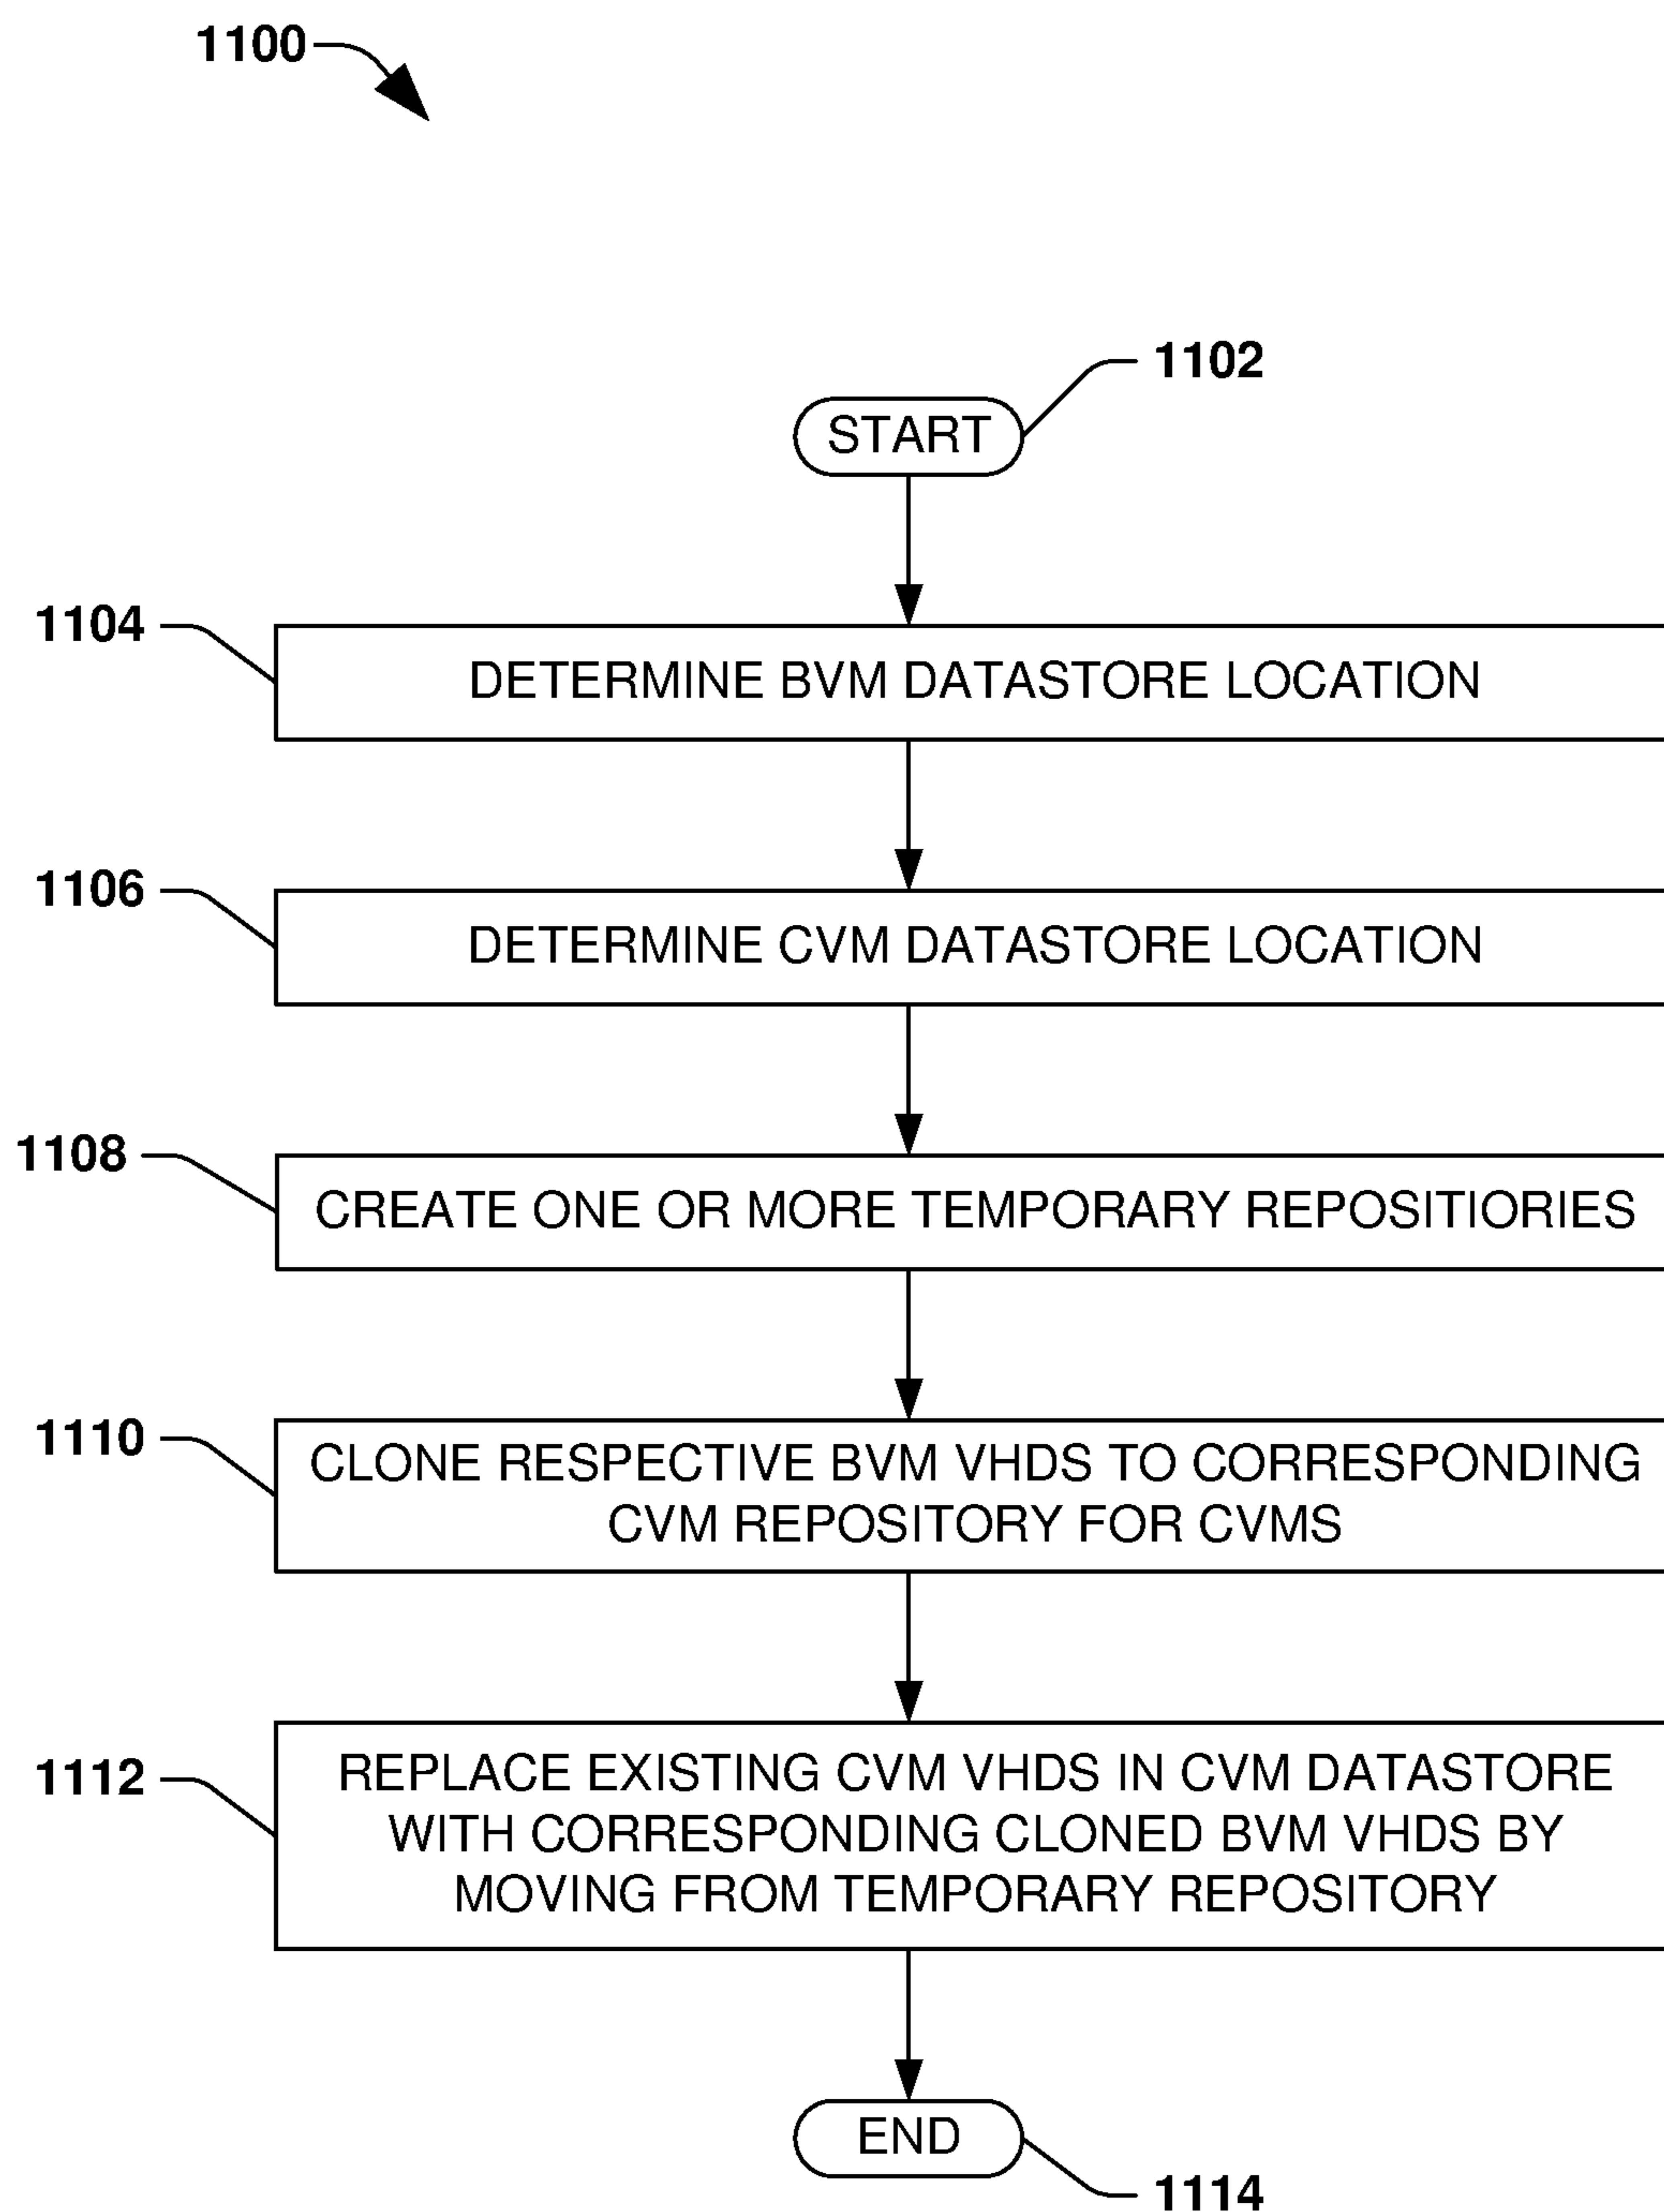 1100
1102
START
1104
DETERMINE BVM DATASTORE LOCATION
1106
DETERMINE CVM DATASTORE LOCATION
1108
CREATE ONE OR MORE TEMPORARY REPOSITIORIES
1110
CLONE RESPECTIVE BVM VHDS TO CORRESPONDING
CVM REPOSITORY FOR CVMS
1112
REPLACE EXISTING CVM VHDS IN CVM DATASTORE
WITH CORRESPONDING CLONED BVM VHDS BY
MOVING FROM TEMPORARY REPOSITORY
END
1114